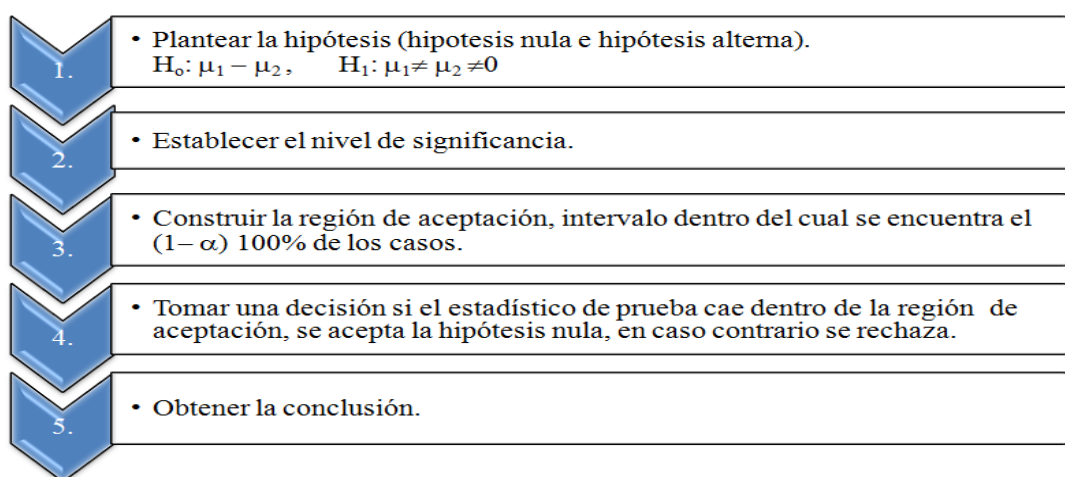 1.
• Plantear la hipótesis (hipotesis nula e hipótesis alterna).
Hₒ: μ₁ – μ₂ , H₁: μ₁≠ μ₂ ≠0
2.
• Establecer el nivel de significancia.
3.
• Construir la región de aceptación, intervalo dentro del cual se encuentra el
(1– α) 100% de los casos.
4.
• Tomar una decisión si el estadístico de prueba cae dentro de la región de
aceptación, se acepta la hipótesis nula, en caso contrario se rechaza.
5.
• Obtener la conclusión.